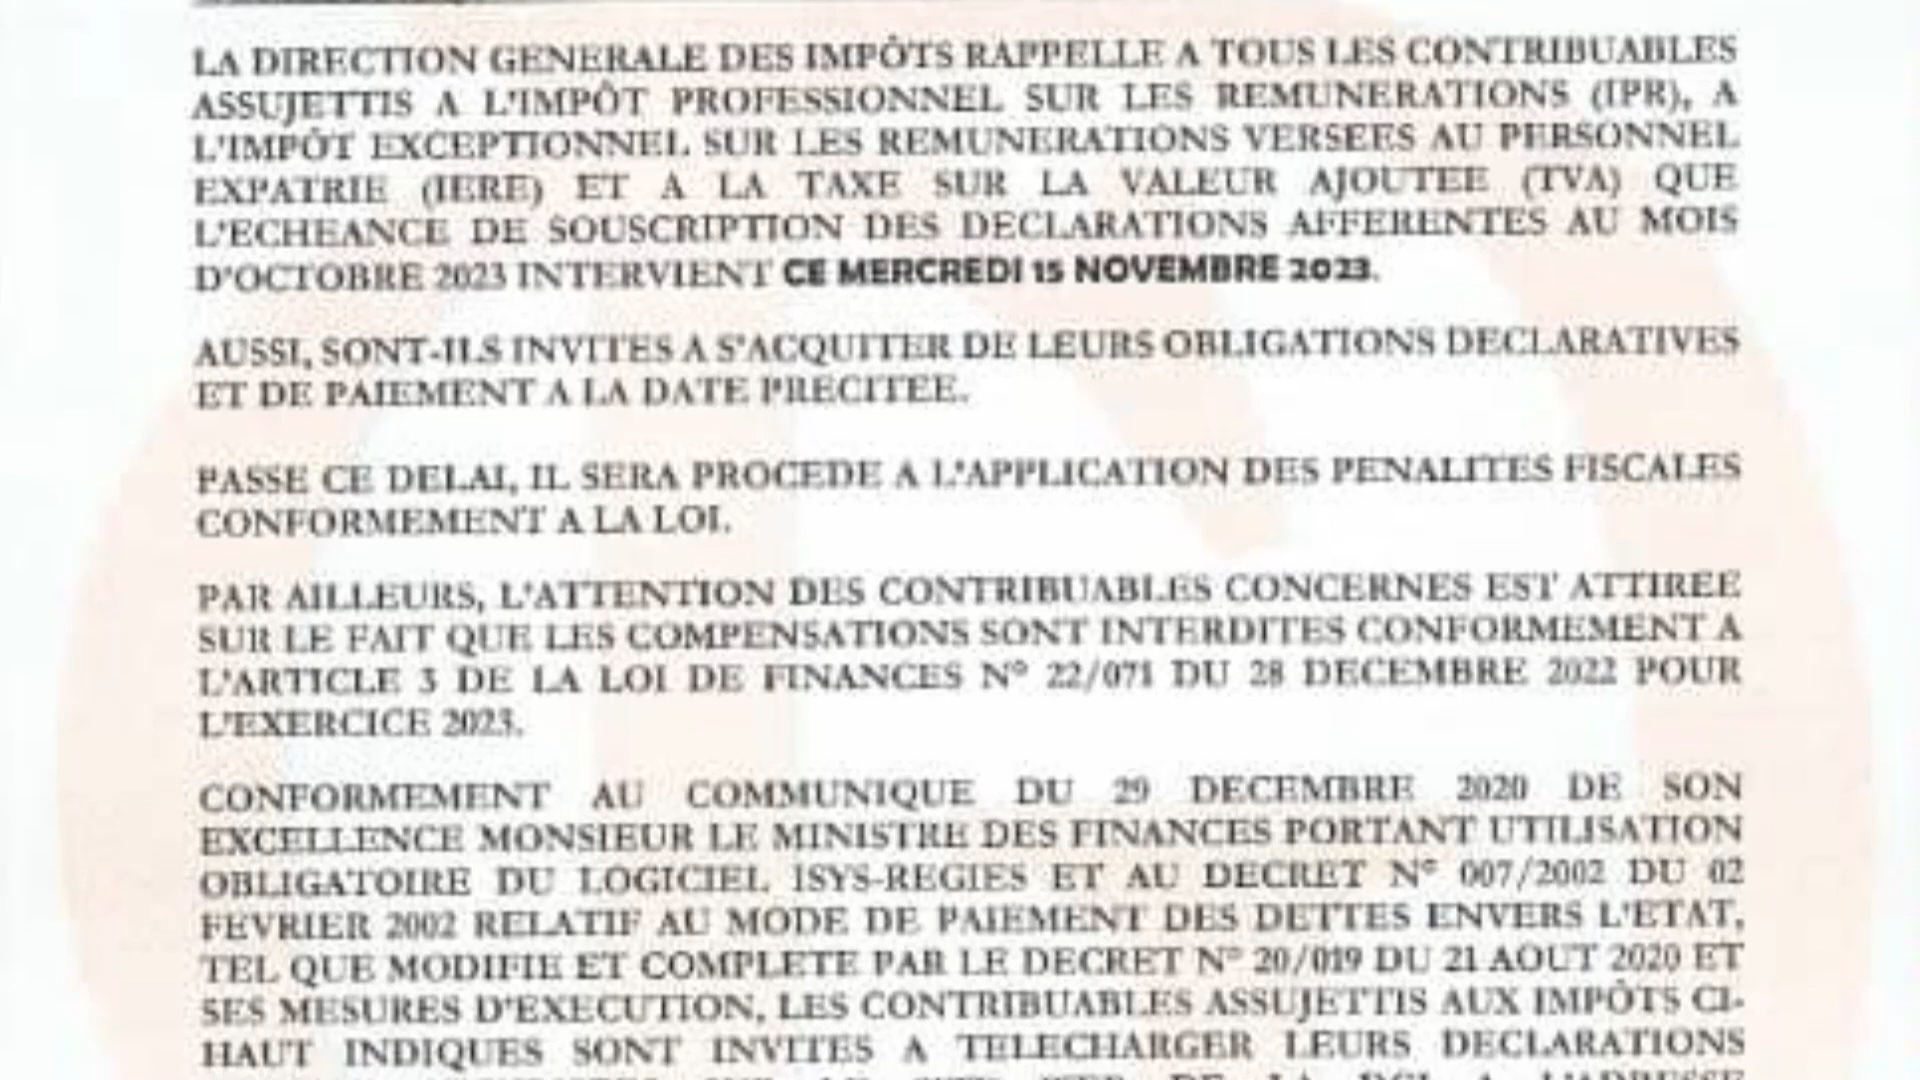 LA DIRECTION GENERALE DES IMPÔTS RAPPELLE A TOUS LES CONTRIBUABLES
ASSUJETTIS A L'IMPÔT PROFESSIONNEL SUR LES REMUNERATIONS (IPR), A
L'IMPÔT EXCEPTIONNEL SUR LES REMUNERATIONS VERSEES AU PERSONNEL
EXPATRIE (IERE) ET A LA TAXE SUR LA VALEUR AJOUTEE (TVA) QUE
L'ECHEANCE DE SOUSCRIPTION DES DECLARATIONS AFFERENTES AU MOIS
D'OCTOBRE 2023 INTERVIENT CE MERCREDI 15 NOVEMBRE 2023.
AUSSI, SONT-ILS INVITES A S'ACQUITER DE LEURS OBLIGATIONS DECLARATIVES
ET DE PAIEMENT A LA DATE PRECITEE.
PASSE CE DELAI, IL SERA PROCEDE A L'APPLICATION DES PENALITES FISCALES
CONFORMEMENT A LA LOI.
PAR AILLEURS, L'ATTENTION DES CONTRIBUABLES CONCERNES EST ATTIREE
SUR LE FAIT QUE LES COMPENSATIONS SONT INTERDITES CONFORMEMENT A
L'ARTICLE 3 DE LA LOI DE FINANCES N° 22/071 DU 28 DECEMBRE 2022 POUR
L'EXERCICE 2023.
CONFORMEMENT AU COMMUNIQUE DU 29 DECEMBRE 2020 DE SON
EXCELLENCE MONSIEUR LE MINISTRE DES FINANCES PORTANT UTILISATION
OBLIGATOIRE DU LOGICIEL ISYS-REGIES ET AU DECRET N° 007/2002 DU 02
FEVRIER 2002 RELATIF AU MODE DE PAIEMENT DES DETTES ENVERS L'ETAT,
TEL QUE MODIFIE ET COMPLETE PAR LE DECRET N° 20/019 DU 21 AOUT 2020 ET
SES MESURES D'EXECUTION, LES CONTRIBUABLES ASSUJETTIS AUX IMPÔTS CI-
HAUT INDIQUES SONT INVITES A TELECHARGER LEURS DECLARATIONS